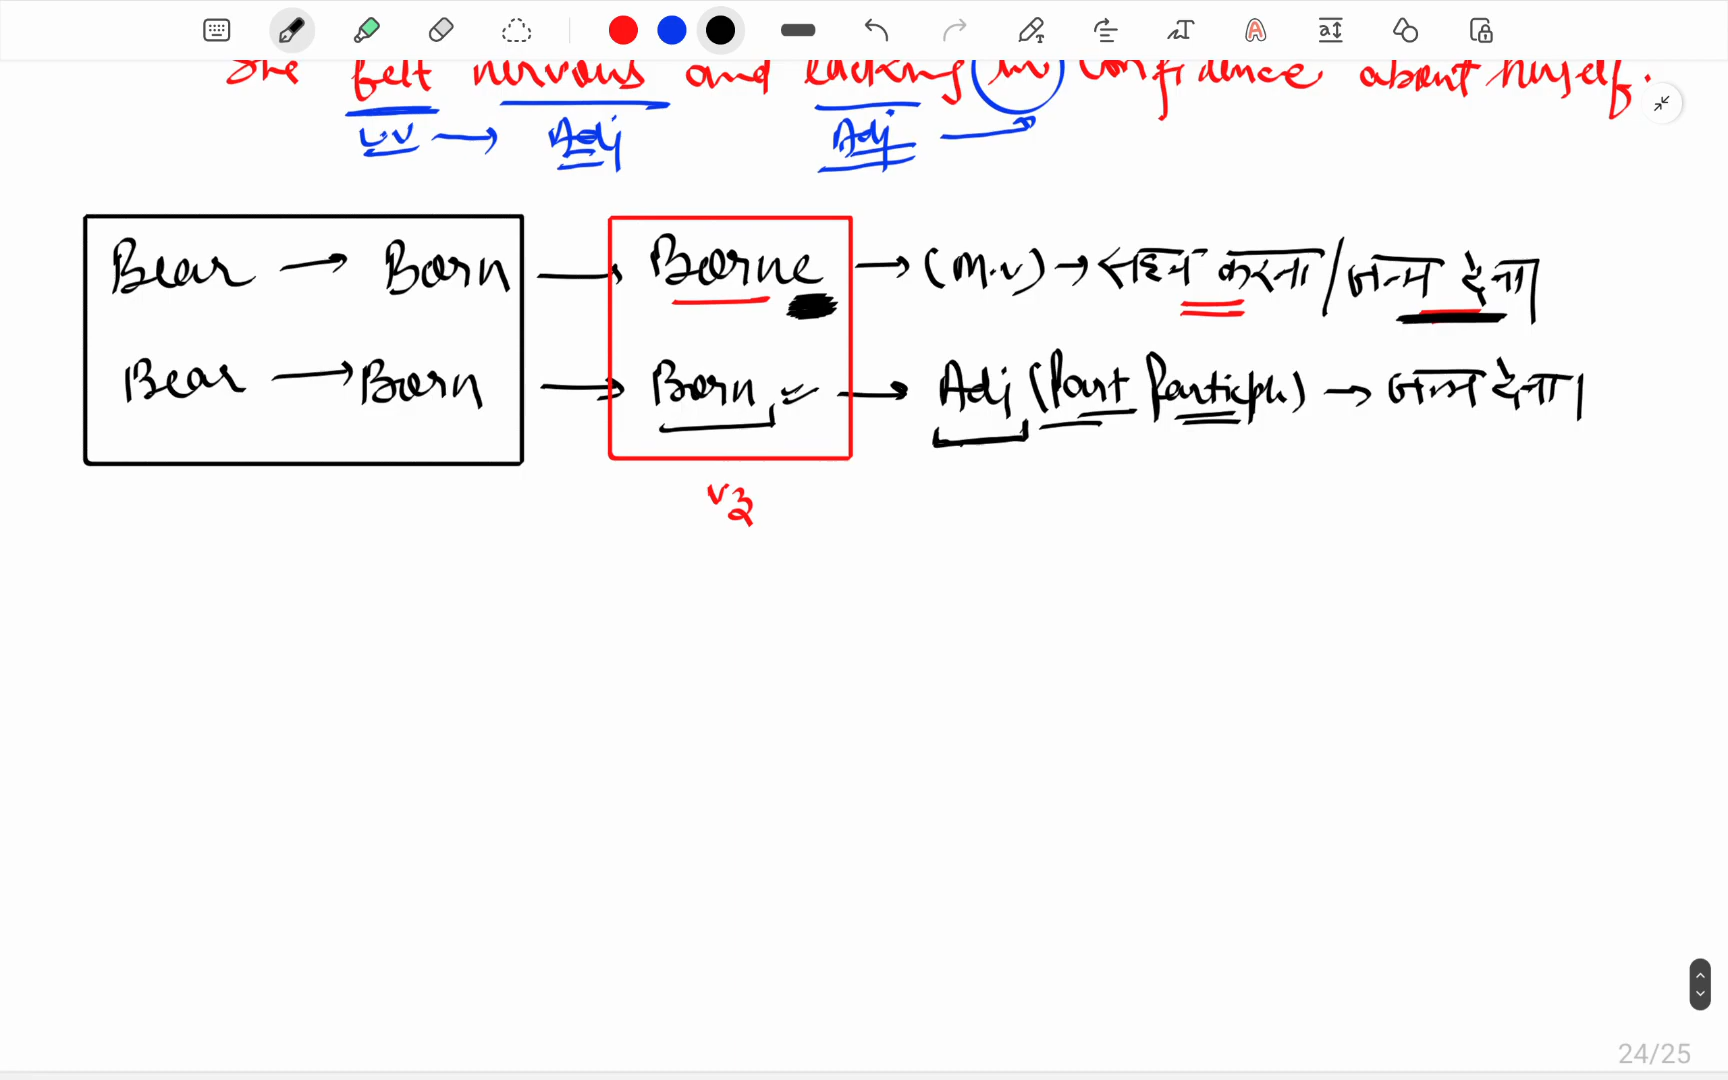 She felt nervous and lacking in confidence about herself.
LV → Adj Adj →
Bear → Born → Borne → (M.V) → सहन करना / जन्म देना
Bear → Born → Born → Adj (Past Participle) → जन्म देना
V3
24/25